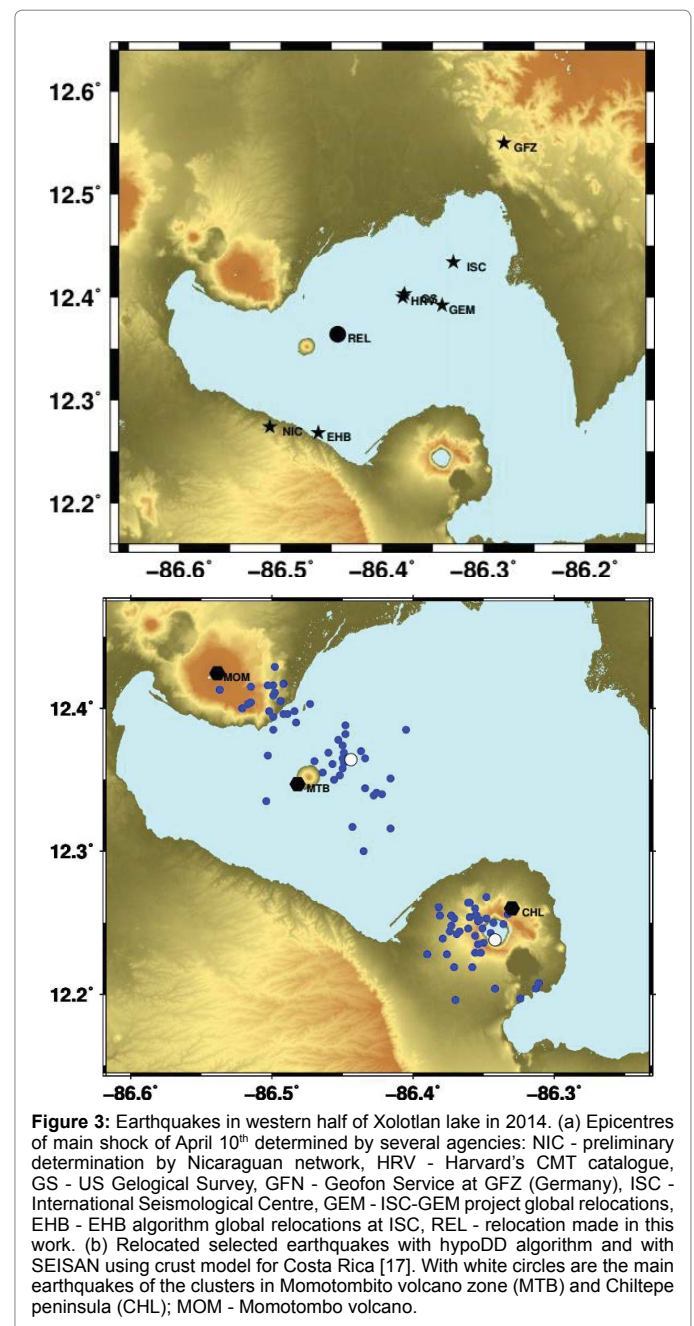 12.6°
12.5°
12.4°
12.3°
12.2°
GFZ
ISC
HRV GS
GEM
REL
NIC
EHB
−86.6° −86.5° −86.4° −86.3° −86.2°
12.4°
12.3°
12.2°
MOM
MTB
CHL
−86.6° −86.5° −86.4° −86.3°
Figure 3: Earthquakes in western half of Xolotlan lake in 2014. (a) Epicentres
of main shock of April 10th determined by several agencies: NIC - preliminary
determination by Nicaraguan network, HRV - Harvard's CMT catalogue,
GS - US Gelogical Survey, GFN - Geofon Service at GFZ (Germany), ISC -
International Seismological Centre, GEM - ISC-GEM project global relocations,
EHB - EHB algorithm global relocations at ISC, REL - relocation made in this
work. (b) Relocated selected earthquakes with hypoDD algorithm and with
SEISAN using crust model for Costa Rica [17]. With white circles are the main
earthquakes of the clusters in Momotombito volcano zone (MTB) and Chiltepe
peninsula (CHL); MOM - Momotombo volcano.